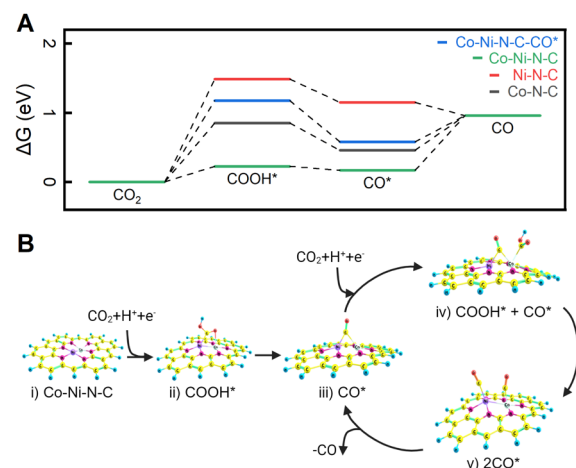 A
2
1
0
ΔG (eV)
Co-Ni-N-C-CO*
Co-Ni-N-C
Ni-N-C
Co-N-C
CO₂
COOH*
CO*
CO
B
CO₂+H⁺+e⁻
i) Co-Ni-N-C
ii) COOH*
iii) CO*
CO₂+H⁺+e⁻
iv) COOH* + CO*
v) 2CO*
-CO